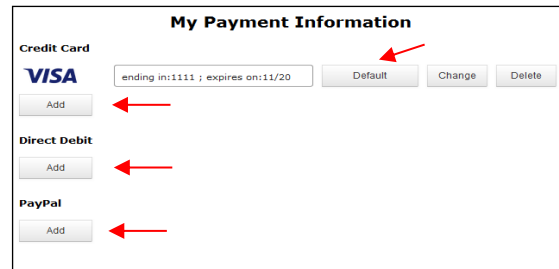 My Payment Information
Credit Card
VISA ending in:1111 ; expires on:11/20 Default Change Delete
Add
Direct Debit
Add
PayPal
Add